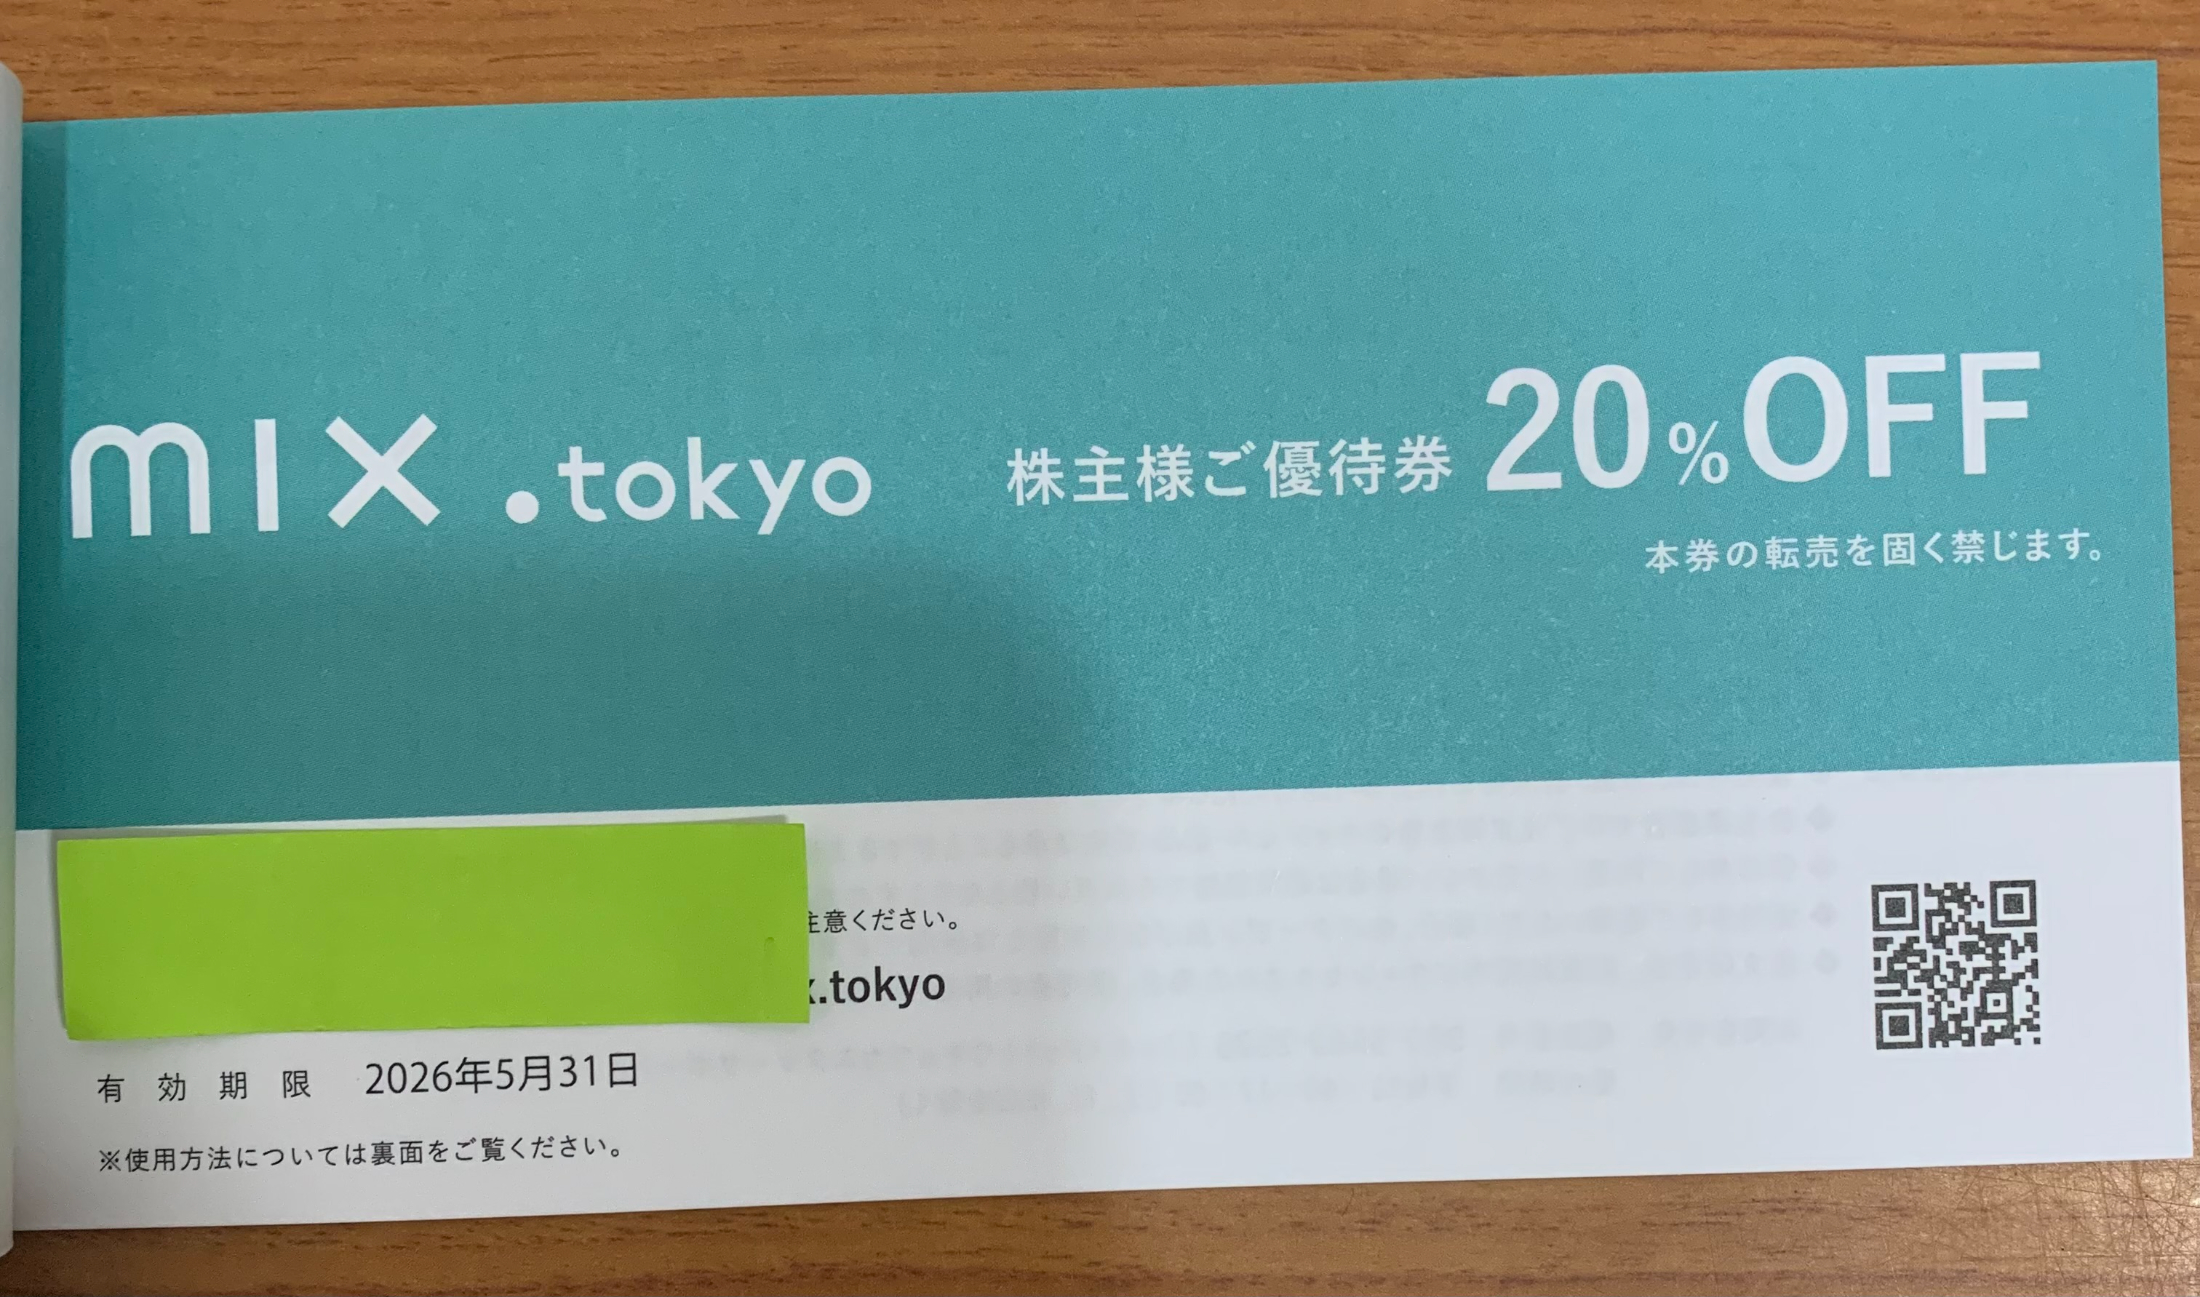 mix.tokyo
株主様ご優待券 20%OFF
本券の転売を固く禁じます。
注意ください。
x.tokyo
有効期限 2026年5月31日
※使用方法については裏面をご覧ください。